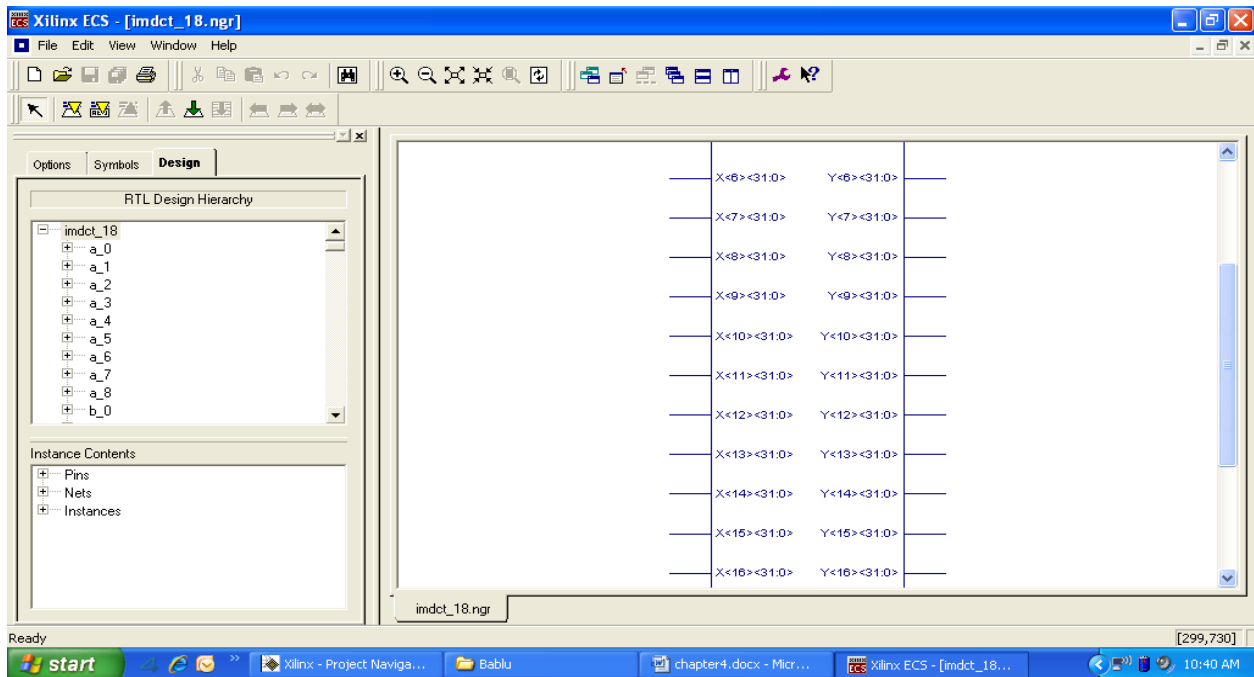 Xilinx ECS - [imdct_18.ngr]
File Edit View Window Help
Options Symbols Design
RTL Design Hierarchy
imdct_18
a_0
a_1
a_2
a_3
a_4
a_5
a_6
a_7
a_8
b_0
Instance Contents
Pins
Nets
Instances
X<6><31:0> Y<6><31:0>
X<7><31:0> Y<7><31:0>
X<8><31:0> Y<8><31:0>
X<9><31:0> Y<9><31:0>
X<10><31:0> Y<10><31:0>
X<11><31:0> Y<11><31:0>
X<12><31:0> Y<12><31:0>
X<13><31:0> Y<13><31:0>
X<14><31:0> Y<14><31:0>
X<15><31:0> Y<15><31:0>
X<16><31:0> Y<16><31:0>
imdct_18.ngr
Ready [299,730]
start Xilinx - Project Naviga... Bablu chapter4.docx - Micr... Xilinx ECS - [imdct_18... 10:40 AM